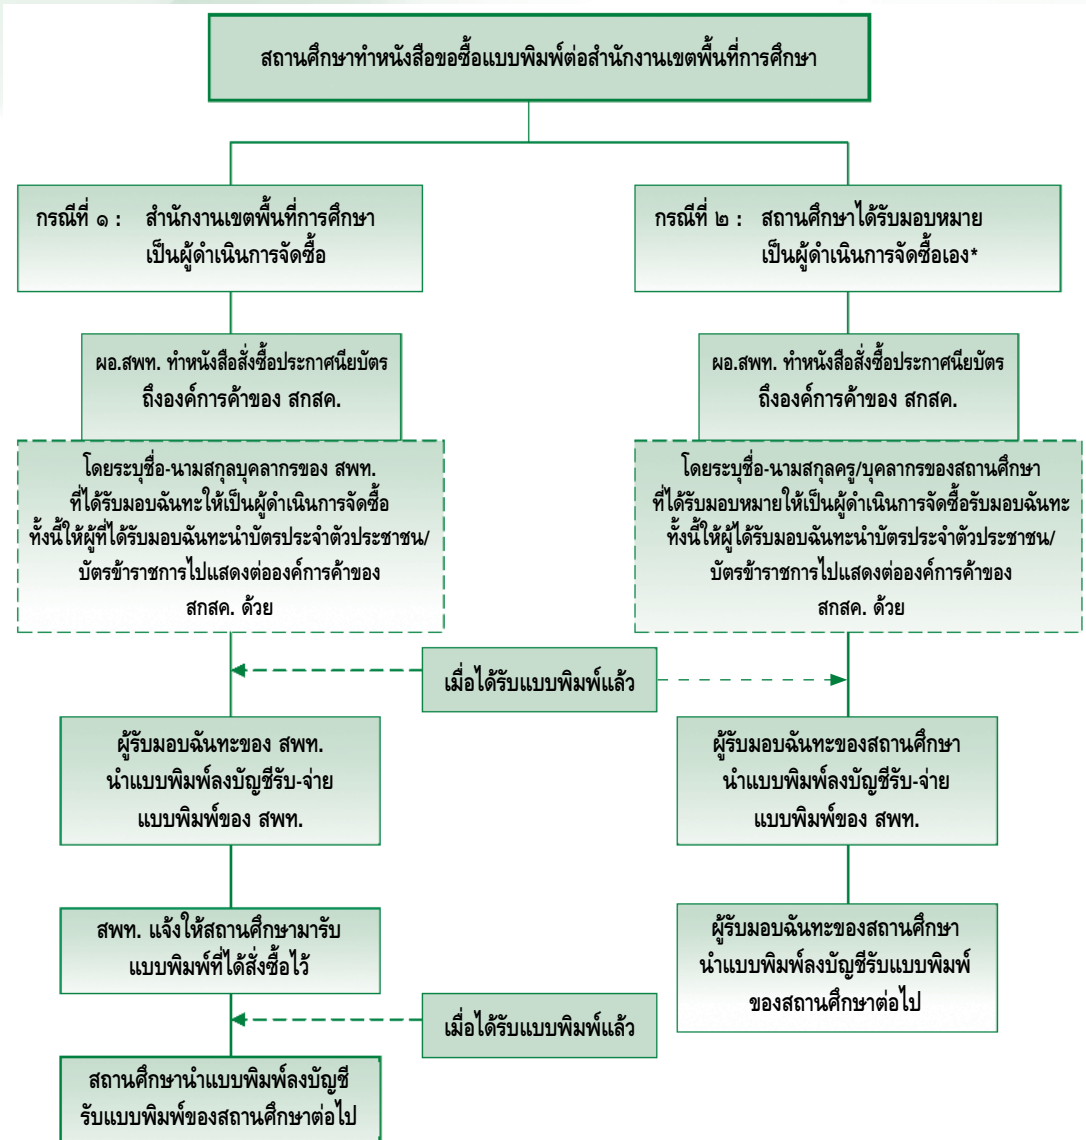 สถานศึกษาทำหนังสือขอซื้อแบบพิมพ์ต่อสำนักงานเขตพื้นที่การศึกษา
กรณีที่ ๑ : สำนักงานเขตพื้นที่การศึกษา
เป็นผู้ดำเนินการจัดซื้อ
กรณีที่ ๒ : สถานศึกษาได้รับมอบหมาย
เป็นผู้ดำเนินการจัดซื้อเอง*
ผอ.สพท. ทำหนังสือสั่งซื้อประกาศนียบัตร
ถึงองค์การค้าของ สกสค.
ผอ.สพท. ทำหนังสือสั่งซื้อประกาศนียบัตร
ถึงองค์การค้าของ สกสค.
โดยระบุชื่อ-นามสกุลบุคลากรของ สพท.
ที่ได้รับมอบฉันทะให้เป็นผู้ดำเนินการจัดซื้อ
ทั้งนี้ให้ผู้ที่ได้รับมอบฉันทะนำบัตรประจำตัวประชาชน/
บัตรข้าราชการไปแสดงต่อองค์การค้าของ
สกสค. ด้วย
โดยระบุชื่อ-นามสกุลครู/บุคลากรของสถานศึกษา
ที่ได้รับมอบหมายให้เป็นผู้ดำเนินการจัดซื้อรับมอบฉันทะ
ทั้งนี้ให้ผู้ได้รับมอบฉันทะนำบัตรประจำตัวประชาชน/
บัตรข้าราชการไปแสดงต่อองค์การค้าของ
สกสค. ด้วย
เมื่อได้รับแบบพิมพ์แล้ว
ผู้รับมอบฉันทะของ สพท.
นำแบบพิมพ์ลงบัญชีรับ-จ่าย
แบบพิมพ์ของ สพท.
ผู้รับมอบฉันทะของสถานศึกษา
นำแบบพิมพ์ลงบัญชีรับ-จ่าย
แบบพิมพ์ของ สพท.
สพท. แจ้งให้สถานศึกษามารับ
แบบพิมพ์ที่ได้สั่งซื้อไว้
ผู้รับมอบฉันทะของสถานศึกษา
นำแบบพิมพ์ลงบัญชีรับแบบพิมพ์
ของสถานศึกษาต่อไป
เมื่อได้รับแบบพิมพ์แล้ว
สถานศึกษานำแบบพิมพ์ลงบัญชี
รับแบบพิมพ์ของสถานศึกษาต่อไป